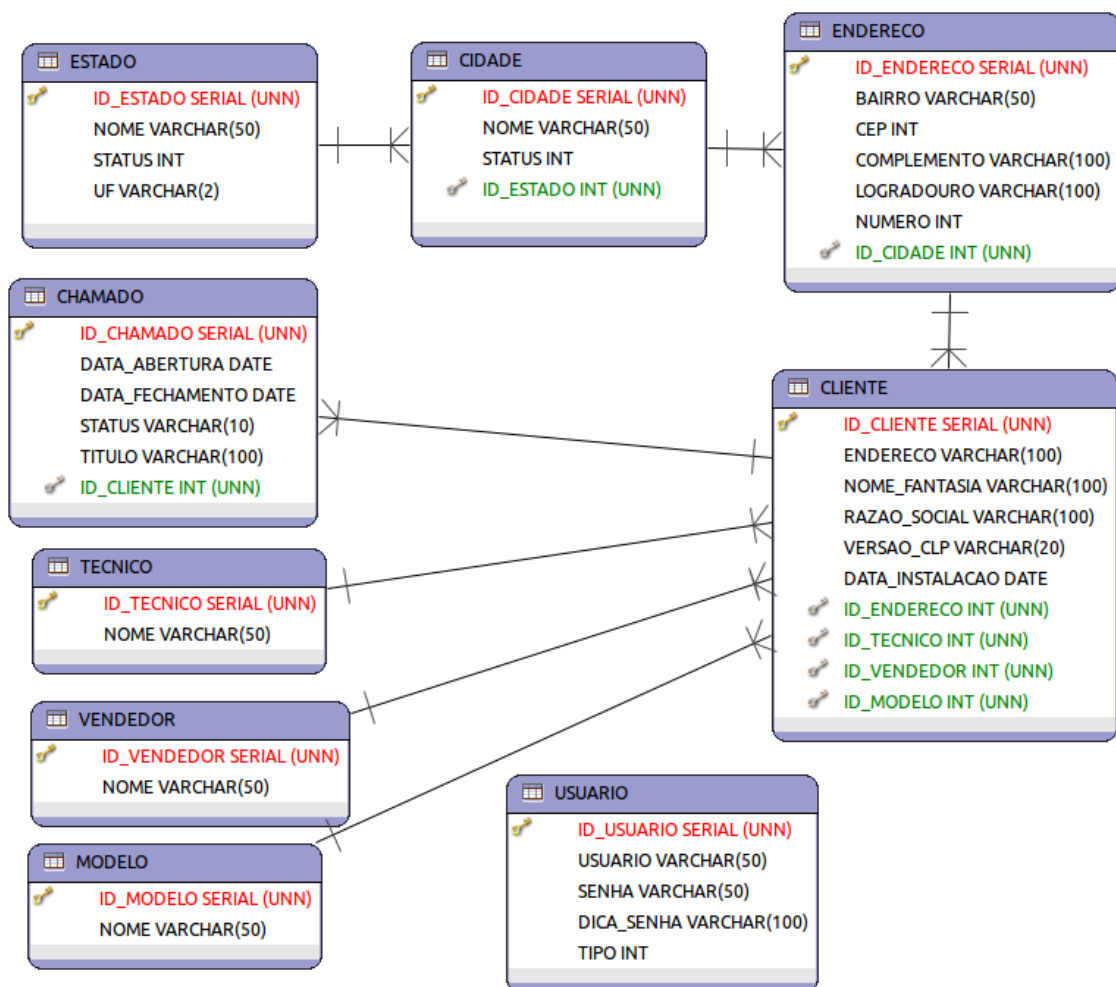 ESTADO
ID_ESTADO SERIAL (UNN)
NOME VARCHAR(50)
STATUS INT
UF VARCHAR(2)
CIDADE
ID_CIDADE SERIAL (UNN)
NOME VARCHAR(50)
STATUS INT
ID_ESTADO INT (UNN)
ENDERECO
ID_ENDERECO SERIAL (UNN)
BAIRRO VARCHAR(50)
CEP INT
COMPLEMENTO VARCHAR(100)
LOGRADOURO VARCHAR(100)
NUMERO INT
ID_CIDADE INT (UNN)
CHAMADO
ID_CHAMADO SERIAL (UNN)
DATA_ABERTURA DATE
DATA_FECHAMENTO DATE
STATUS VARCHAR(10)
TITULO VARCHAR(100)
ID_CLIENTE INT (UNN)
CLIENTE
ID_CLIENTE SERIAL (UNN)
ENDERECO VARCHAR(100)
NOME_FANTASIA VARCHAR(100)
RAZAO_SOCIAL VARCHAR(100)
VERSAO_CLP VARCHAR(20)
DATA_INSTALACAO DATE
ID_ENDERECO INT (UNN)
ID_TECNICO INT (UNN)
ID_VENDEDOR INT (UNN)
ID_MODELO INT (UNN)
TECNICO
ID_TECNICO SERIAL (UNN)
NOME VARCHAR(50)
VENDEDOR
ID_VENDEDOR SERIAL (UNN)
NOME VARCHAR(50)
MODELO
ID_MODELO SERIAL (UNN)
NOME VARCHAR(50)
USUARIO
ID_USUARIO SERIAL (UNN)
USUARIO VARCHAR(50)
SENHA VARCHAR(50)
DICA_SENHA VARCHAR(100)
TIPO INT